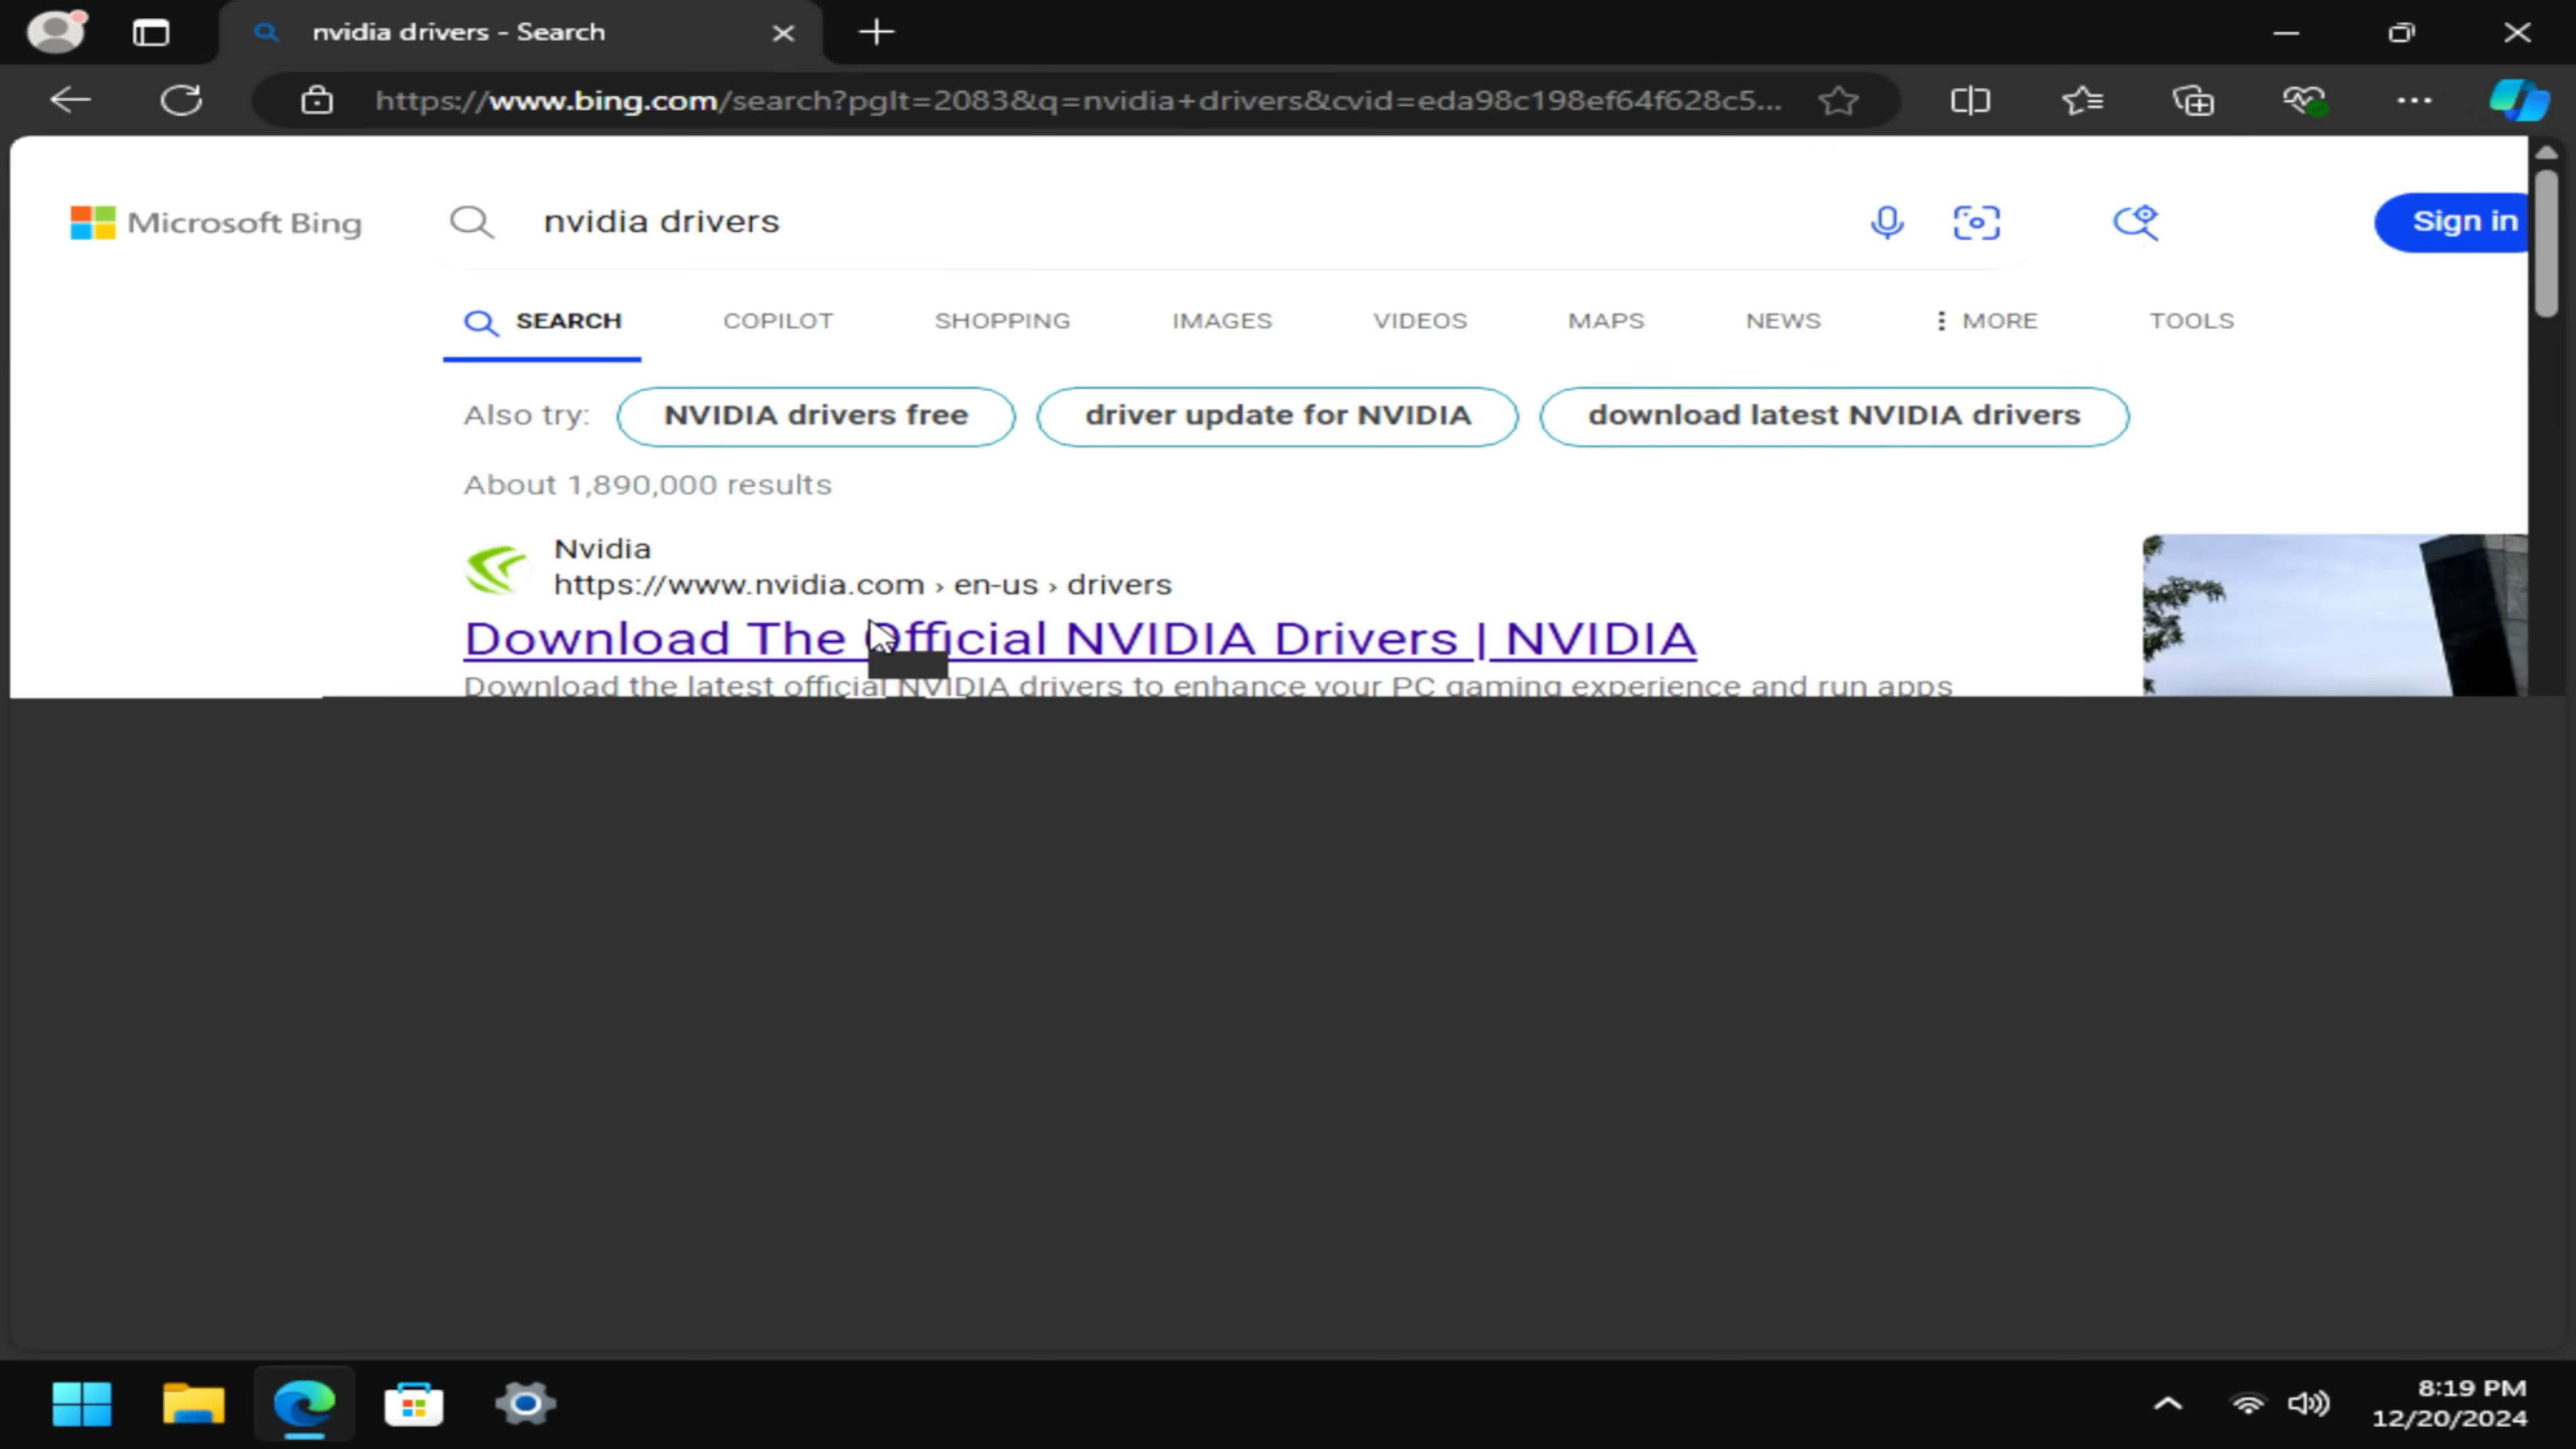 nvidia drivers - Search
https://www.bing.com/search?pglt=2083&q=nvidia+drivers&cvid=eda98c198ef64f628c5...
Microsoft Bing
nvidia drivers
Sign in
SEARCH COPILOT SHOPPING IMAGES VIDEOS MAPS NEWS MORE TOOLS
Also try: NVIDIA drivers free driver update for NVIDIA download latest NVIDIA drivers
About 1,890,000 results
Nvidia
https://www.nvidia.com › en-us › drivers
Download The Official NVIDIA Drivers | NVIDIA
Download the latest official NVIDIA drivers to enhance your PC gaming experience and run apps
8:19 PM
12/20/2024